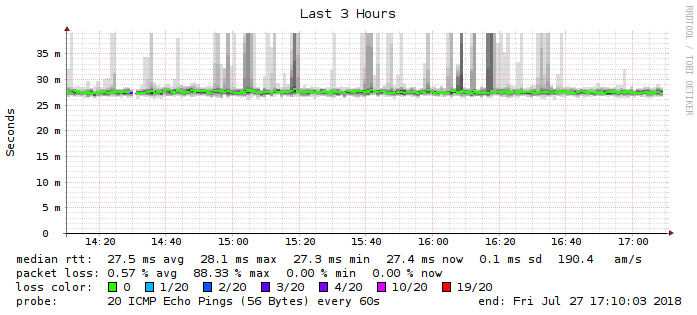 Last 3 Hours
RRDTOOL / TOBI OETIKER
Seconds
35 m
30 m
25 m
20 m
15 m
10 m
5 m
0
14:20 14:40 15:00 15:20 15:40 16:00 16:20 16:40 17:00
median rtt: 27.5 ms avg 28.1 ms max 27.3 ms min 27.4 ms now 0.1 ms sd 190.4 am/s
packet loss: 0.57 % avg 88.33 % max 0.00 % min 0.00 % now
loss color: 0 1/20 2/20 3/20 4/20 10/20 19/20
probe: 20 ICMP Echo Pings (56 Bytes) every 60s end: Fri Jul 27 17:10:03 2018